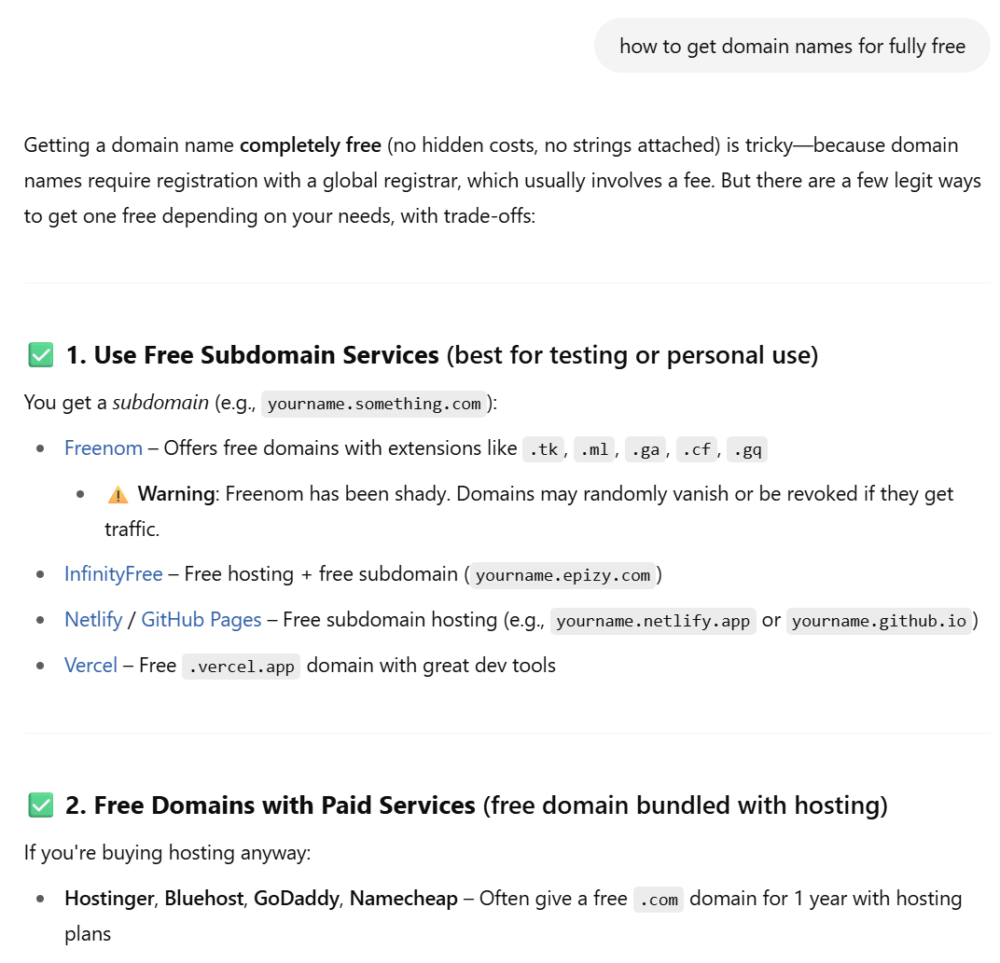 how to get domain names for fully free
Getting a domain name completely free (no hidden costs, no strings attached) is tricky—because domain
names require registration with a global registrar, which usually involves a fee. But there are a few legit ways
to get one free depending on your needs, with trade-offs:
✅ 1. Use Free Subdomain Services (best for testing or personal use)
You get a subdomain (e.g., yourname.something.com):
• Freenom – Offers free domains with extensions like .tk, .ml, .ga, .cf, .gq
• ⚠️ Warning: Freenom has been shady. Domains may randomly vanish or be revoked if they get
traffic.
• InfinityFree – Free hosting + free subdomain (yourname.epizy.com)
• Netlify / GitHub Pages – Free subdomain hosting (e.g., yourname.netlify.app or yourname.github.io)
• Vercel – Free .vercel.app domain with great dev tools
✅ 2. Free Domains with Paid Services (free domain bundled with hosting)
If you're buying hosting anyway:
• Hostinger, Bluehost, GoDaddy, Namecheap – Often give a free .com domain for 1 year with hosting
plans